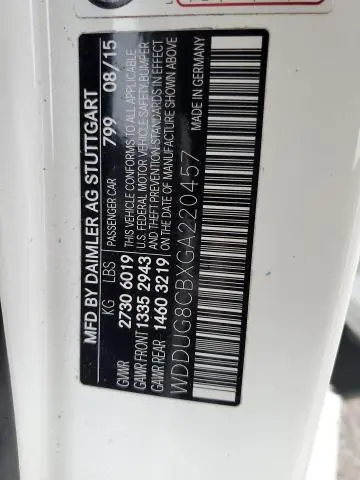 MFD BY DAIMLER AG STUTTGART
KG LBS PASSENGER CAR 799 08/15
GVWR 2730 6019 THIS VEHICLE CONFORMS TO ALL APPLICABLE
GAWR FRONT 1335 2943 U.S. FEDERAL MOTOR VEHICLE SAFETY, BUMPER
GAWR REAR 1460 3219 AND THEFT PREVENTION STANDARDS IN EFFECT
ON THE DATE OF MANUFACTURE SHOWN ABOVE
WDDUG8CBXGA220457 MADE IN GERMANY